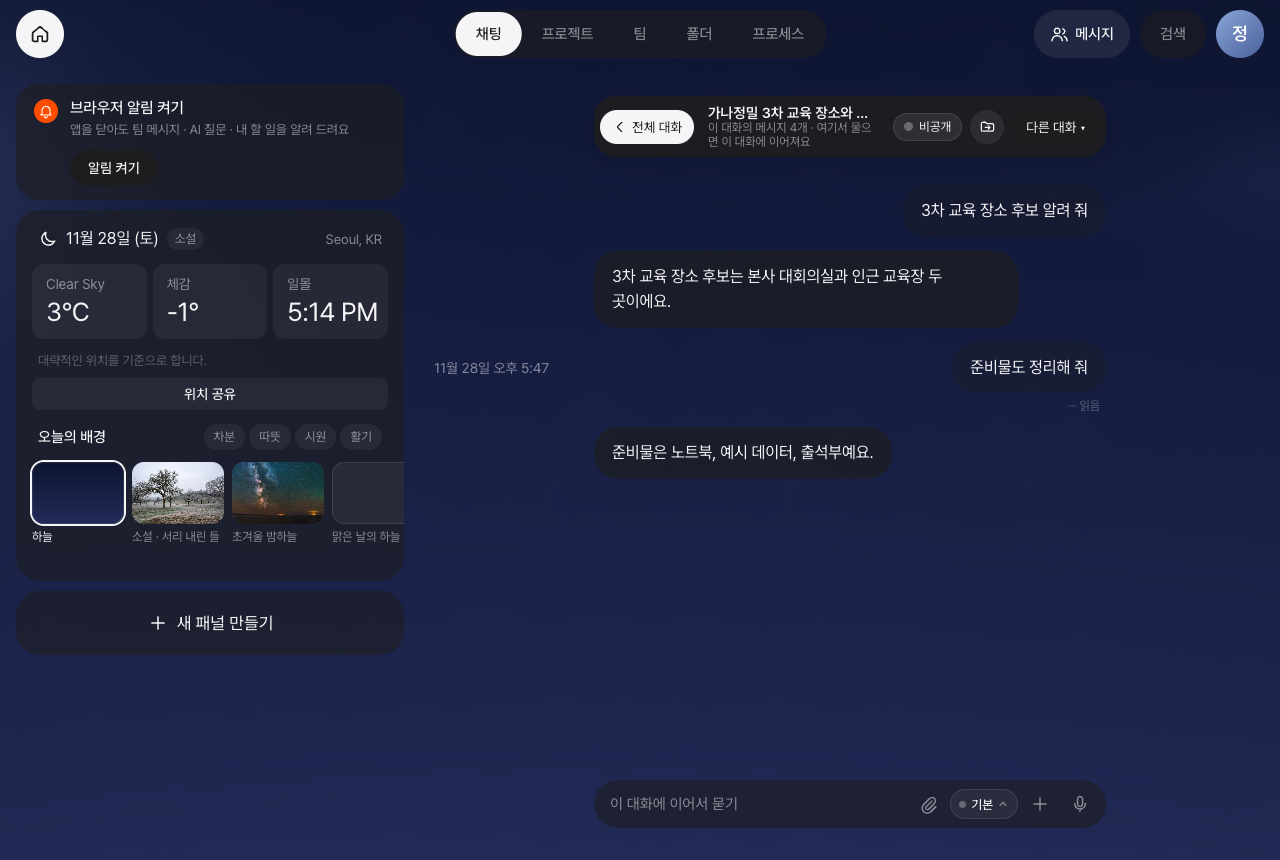 채팅
프로젝트
팀
폴더
프로세스
메시지
검색
정
브라우저 알림 켜기
앱을 닫아도 팀 메시지 · AI 질문 · 내 할 일을 알려 드려요
알림 켜기
11월 28일 (토)
소설
Seoul, KR
Clear Sky
3°C
체감
-1°
일몰
5:14 PM
대략적인 위치를 기준으로 합니다.
위치 공유
오늘의 배경
차분
따뜻
시원
활기
하늘
소설 · 서리 내린 들
초겨울 밤하늘
맑은 날의 하늘
새 패널 만들기
전체 대화
가나정밀 3차 교육 장소와 ...
이 대화의 메시지 4개 · 여기서 물으
면 이 대화에 이어져요
비공개
다른 대화 ▾
3차 교육 장소 후보 알려 줘
3차 교육 장소 후보는 본사 대회의실과 인근 교육장 두
곳이에요.
11월 28일 오후 5:47
준비물도 정리해 줘
··· 읽음
준비물은 노트북, 예시 데이터, 출석부예요.
이 대화에 이어서 묻기
기본